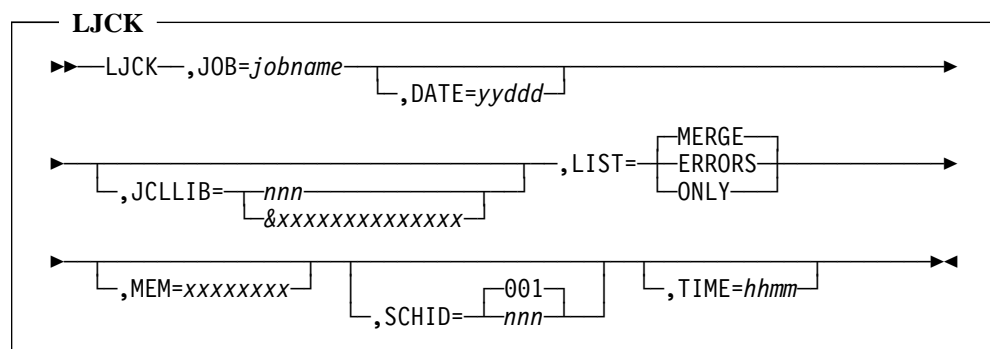 LJCK
LJCK ,JOB=jobname
,DATE=yyddd
MERGE
,LIST= ERRORS
ONLY
,JCLLIB= nnn
&xxxxxxxxxxxxxx
,MEM=xxxxxxxx
001
,SCHID= nnn
,TIME=hhmm